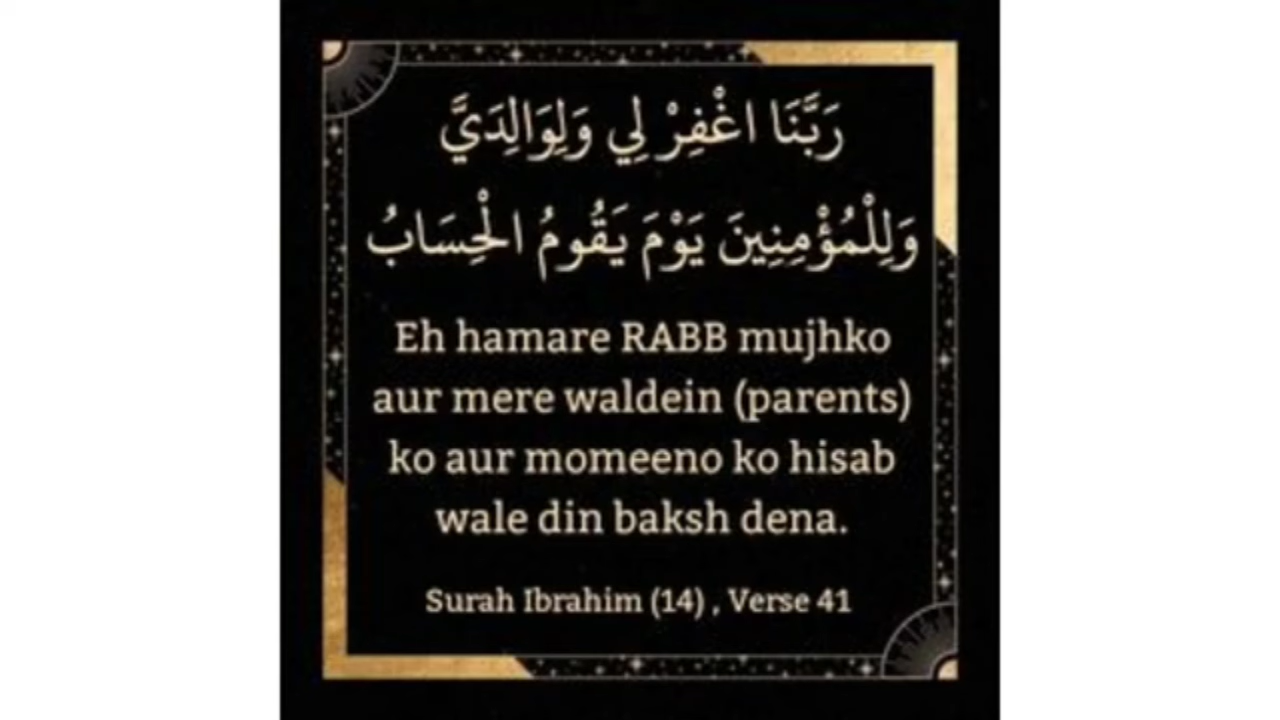 رَبَّنَا اغْفِرْ لِي وَلِوَالِدَيَّ
وَلِلْمُؤْمِنِينَ يَوْمَ يَقُومُ الْحِسَابُ
Eh hamare RABB mujhko
aur mere waldein (parents)
ko aur momeeno ko hisab
wale din baksh dena.
Surah Ibrahim (14) , Verse 41